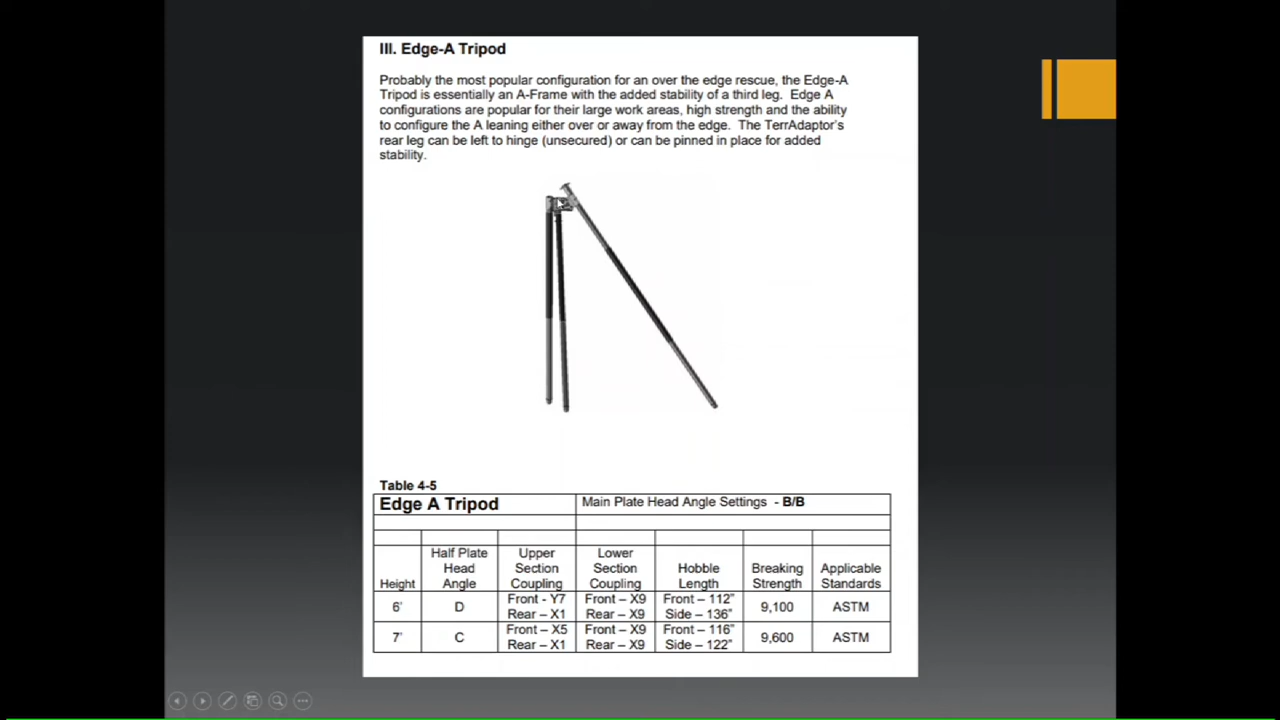 III. Edge-A Tripod
Probably the most popular configuration for an over the edge rescue, the Edge-A
Tripod is essentially an A-Frame with the added stability of a third leg. Edge A
configurations are popular for their large work areas, high strength and the ability
to configure the A leaning either over or away from the edge. The TerrAdaptor's
rear leg can be left to hinge (unsecured) or can be pinned in place for added
stability.
Table 4-5
Edge A Tripod Main Plate Head Angle Settings - B/B
Height Half Plate Head Angle Upper Section Coupling Lower Section Coupling Hobble Length Breaking Strength Applicable Standards
6' D Front - Y7 Rear – X1 Front – X9 Rear – X9 Front – 112" Side – 136" 9,100 ASTM
7' C Front – X5 Rear – X1 Front – X9 Rear – X9 Front – 116" Side – 122" 9,600 ASTM